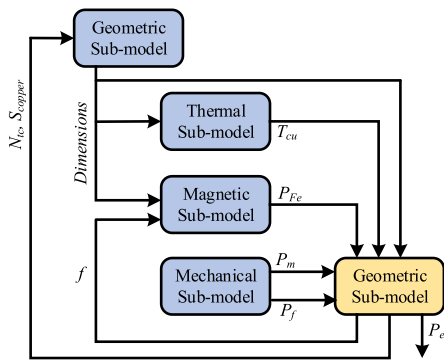 Geometric
Sub-model
N_tc, S_copper
Dimensions
Thermal
Sub-model
T_cu
Magnetic
Sub-model
P_Fe
f
Mechanical
Sub-model
P_m
P_f
Geometric
Sub-model
P_e